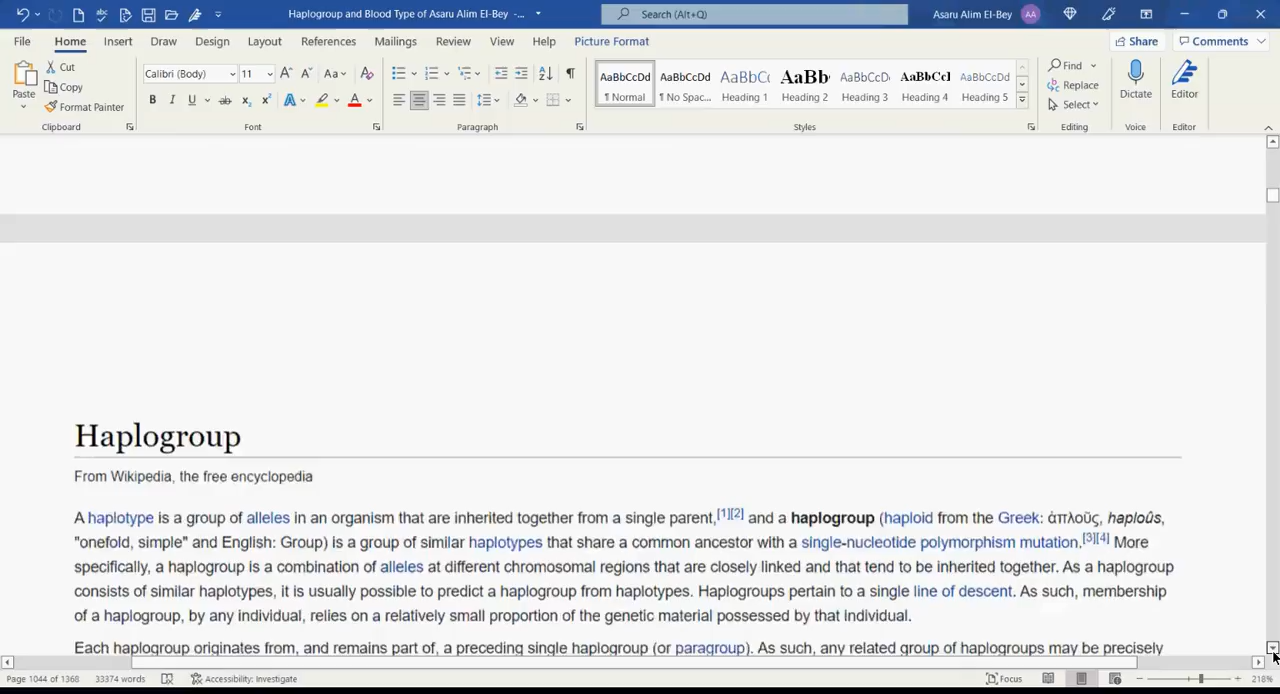 Haplogroup and Blood Type of Asaru Alim El-Bey -...
Search (Alt+Q)
Asaru Alim El-Bey AA
File Home Insert Draw Design Layout References Mailings Review View Help Picture Format Share Comments
Paste Cut Copy Format Painter
Clipboard
Calibri (Body) 11
Font
Paragraph
AaBbCcDd AaBbCcDd AaBbC( AaBb( AaBbCcDd AaBbCcI AaBbCcDd
¶ Normal ¶ No Spac... Heading 1 Heading 2 Heading 3 Heading 4 Heading 5
Styles
Find
Replace
Select
Editing
Dictate
Voice
Editor
Editor
Haplogroup
From Wikipedia, the free encyclopedia
A haplotype is a group of alleles in an organism that are inherited together from a single parent,[1][2] and a haplogroup (haploid from the Greek: ἁπλοῦς, haploûs,
"onefold, simple" and English: Group) is a group of similar haplotypes that share a common ancestor with a single-nucleotide polymorphism mutation.[3][4] More
specifically, a haplogroup is a combination of alleles at different chromosomal regions that are closely linked and that tend to be inherited together. As a haplogroup
consists of similar haplotypes, it is usually possible to predict a haplogroup from haplotypes. Haplogroups pertain to a single line of descent. As such, membership
of a haplogroup, by any individual, relies on a relatively small proportion of the genetic material possessed by that individual.
Each haplogroup originates from, and remains part of, a preceding single haplogroup (or paragroup). As such, any related group of haplogroups may be precisely
Page 1044 of 1368 33374 words Accessibility: Investigate Focus 218%